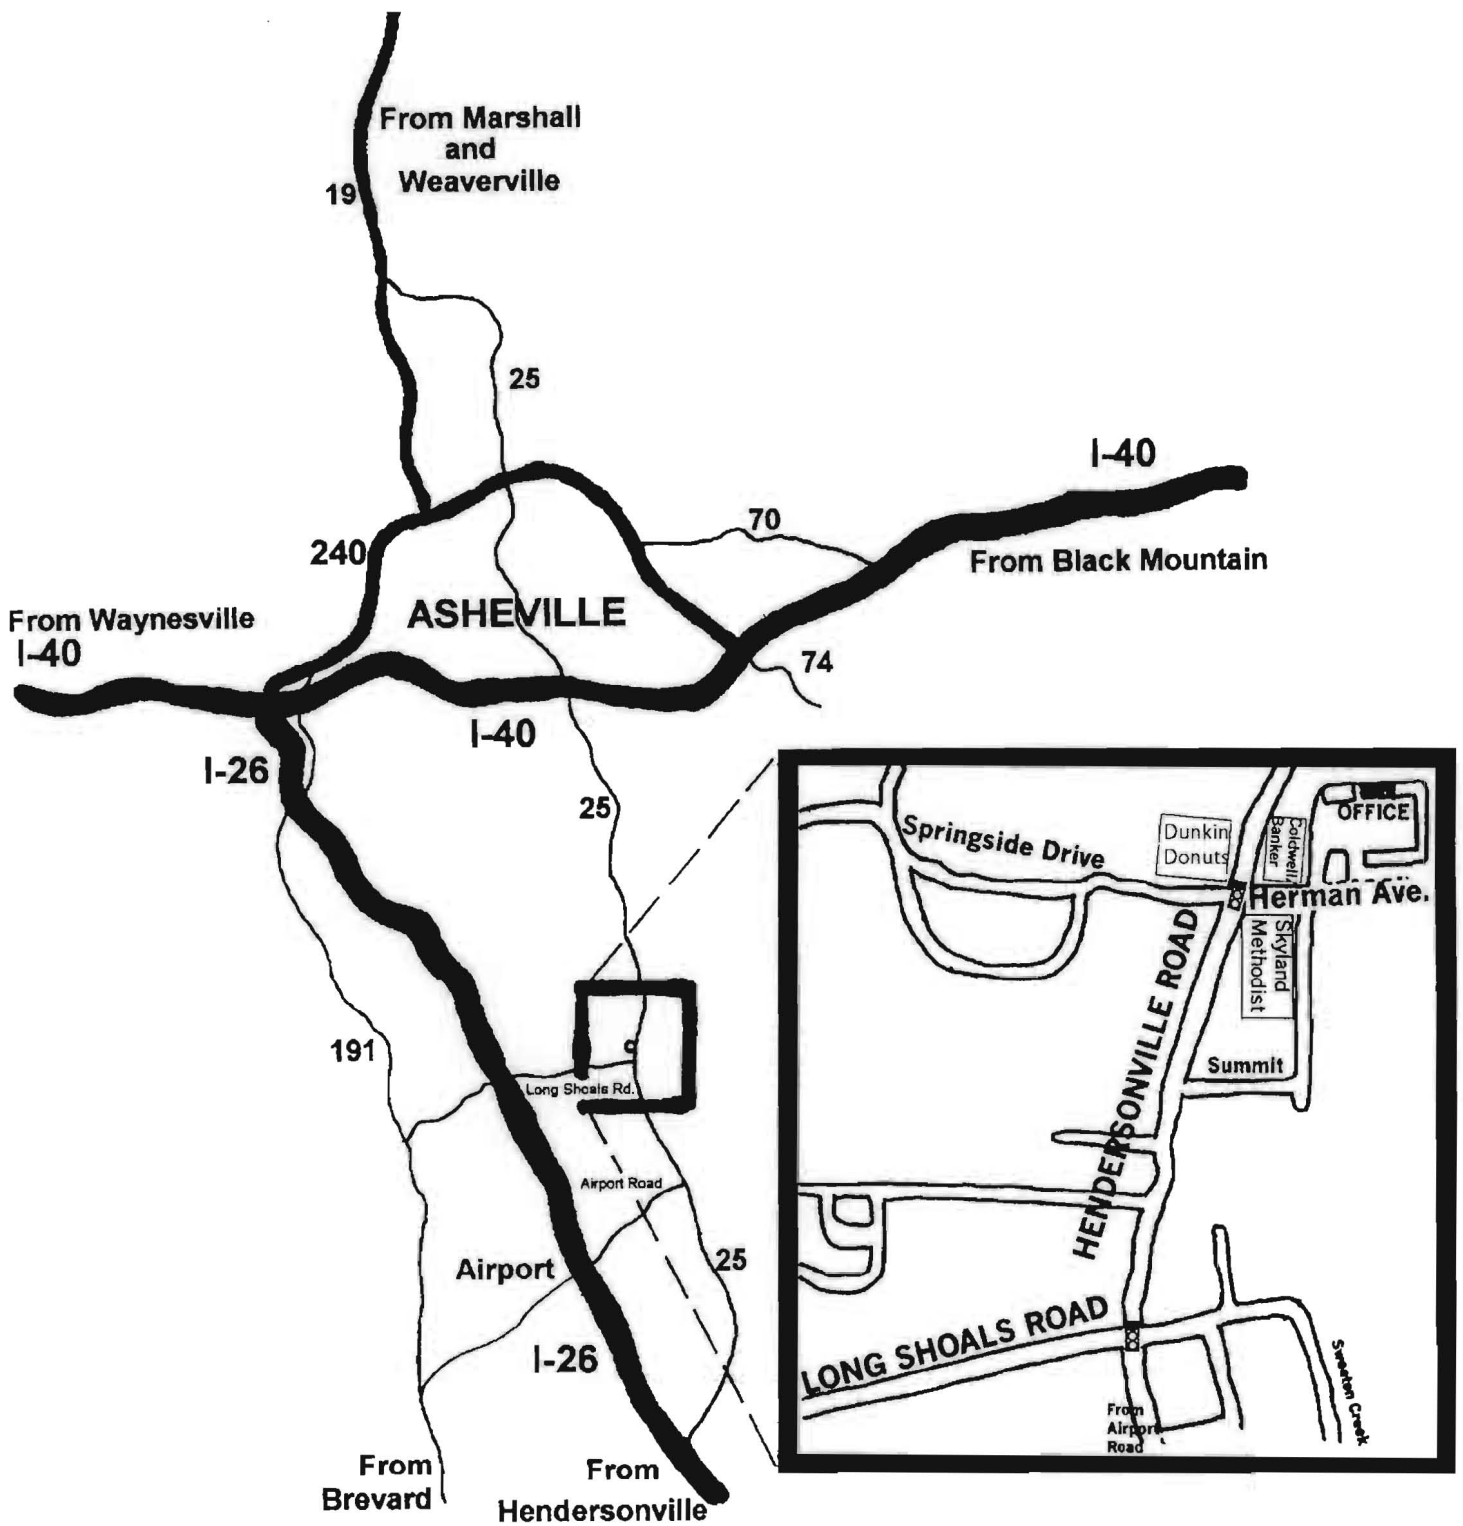 From Marshall
and
Weaverville
19
25
I-40
70
240
From Black Mountain
ASHEVILLE
From Waynesville
I-40
74
I-40
I-26
25
191
Long Shoals Rd.
Airport Road
Airport
25
I-26
From
Brevard
From
Hendersonville
OFFICE
Springside Drive
Dunkin
Donuts
Coldwell
Banker
Herman Ave.
Skyland
Methodist
HENDERSONVILLE ROAD
Summit
LONG SHOALS ROAD
Sweeten Creek
From
Airport
Road